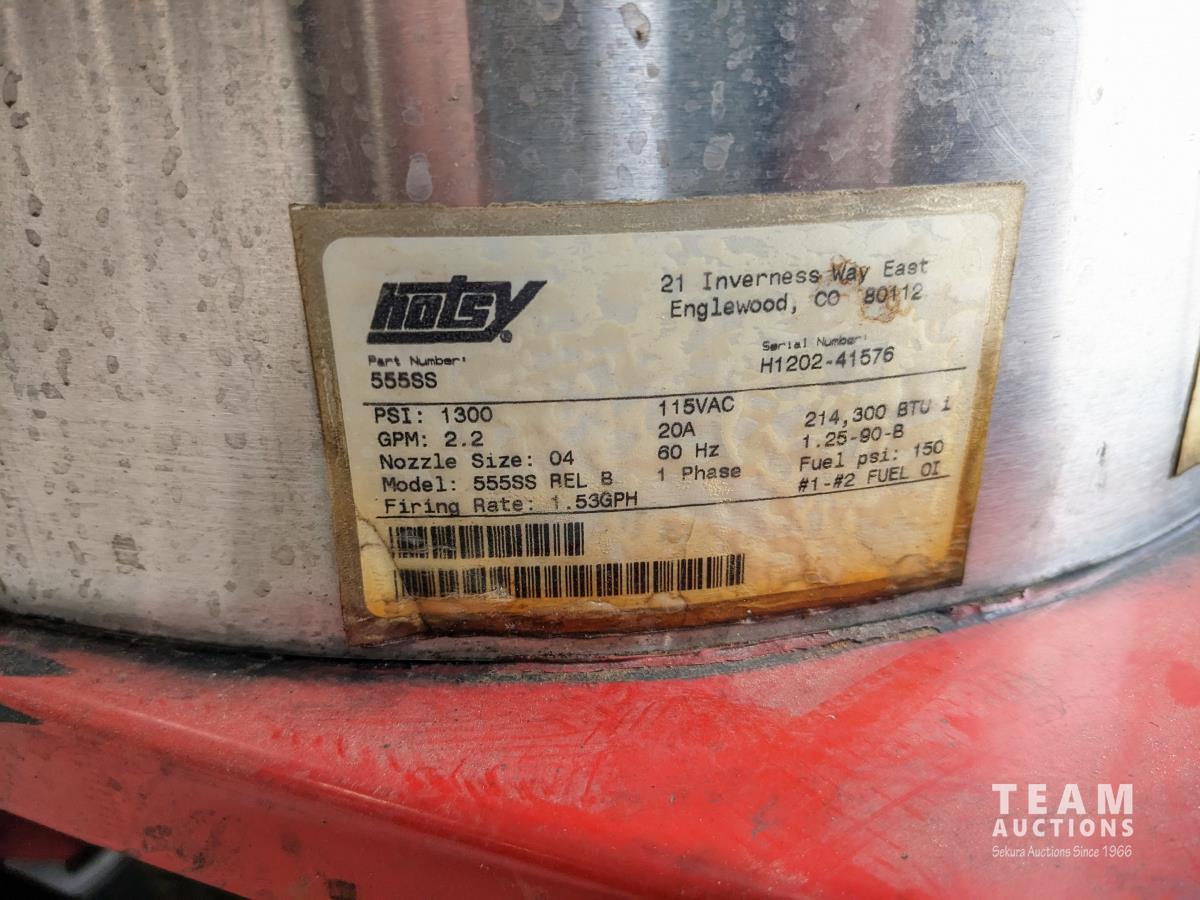 hotsy®
21 Inverness Way East
Englewood, CO 80112
Part Number:
555SS
Serial Number:
H1202-41576
PSI: 1300
GPM: 2.2
Nozzle Size: 04
Model: 555SS REL B
Firing Rate: 1.53GPH
115VAC
20A
60 Hz
1 Phase
214,300 BTU i
1.25-90-B
Fuel psi: 150
#1-#2 FUEL OI
TEAM
AUCTIONS
Sekura Auctions Since 1966